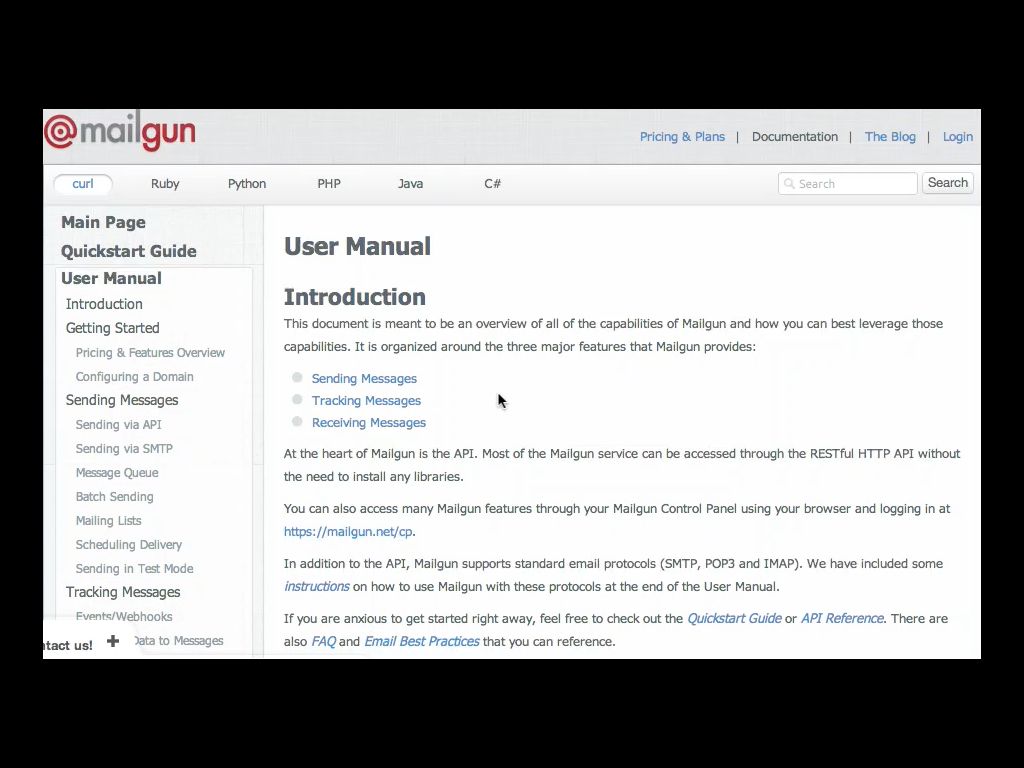 @mailgun
Pricing & Plans | Documentation | The Blog | Login
curl Ruby Python PHP Java C# Search Search
Main Page
Quickstart Guide
User Manual
Introduction
Getting Started
Pricing & Features Overview
Configuring a Domain
Sending Messages
Sending via API
Sending via SMTP
Message Queue
Batch Sending
Mailing Lists
Scheduling Delivery
Sending in Test Mode
Tracking Messages
Events/Webhooks
Data to Messages
ntact us! +
User Manual
Introduction
This document is meant to be an overview of all of the capabilities of Mailgun and how you can best leverage those
capabilities. It is organized around the three major features that Mailgun provides:
Sending Messages
Tracking Messages
Receiving Messages
At the heart of Mailgun is the API. Most of the Mailgun service can be accessed through the RESTful HTTP API without
the need to install any libraries.
You can also access many Mailgun features through your Mailgun Control Panel using your browser and logging in at
https://mailgun.net/cp.
In addition to the API, Mailgun supports standard email protocols (SMTP, POP3 and IMAP). We have included some
instructions on how to use Mailgun with these protocols at the end of the User Manual.
If you are anxious to get started right away, feel free to check out the Quickstart Guide or API Reference. There are
also FAQ and Email Best Practices that you can reference.